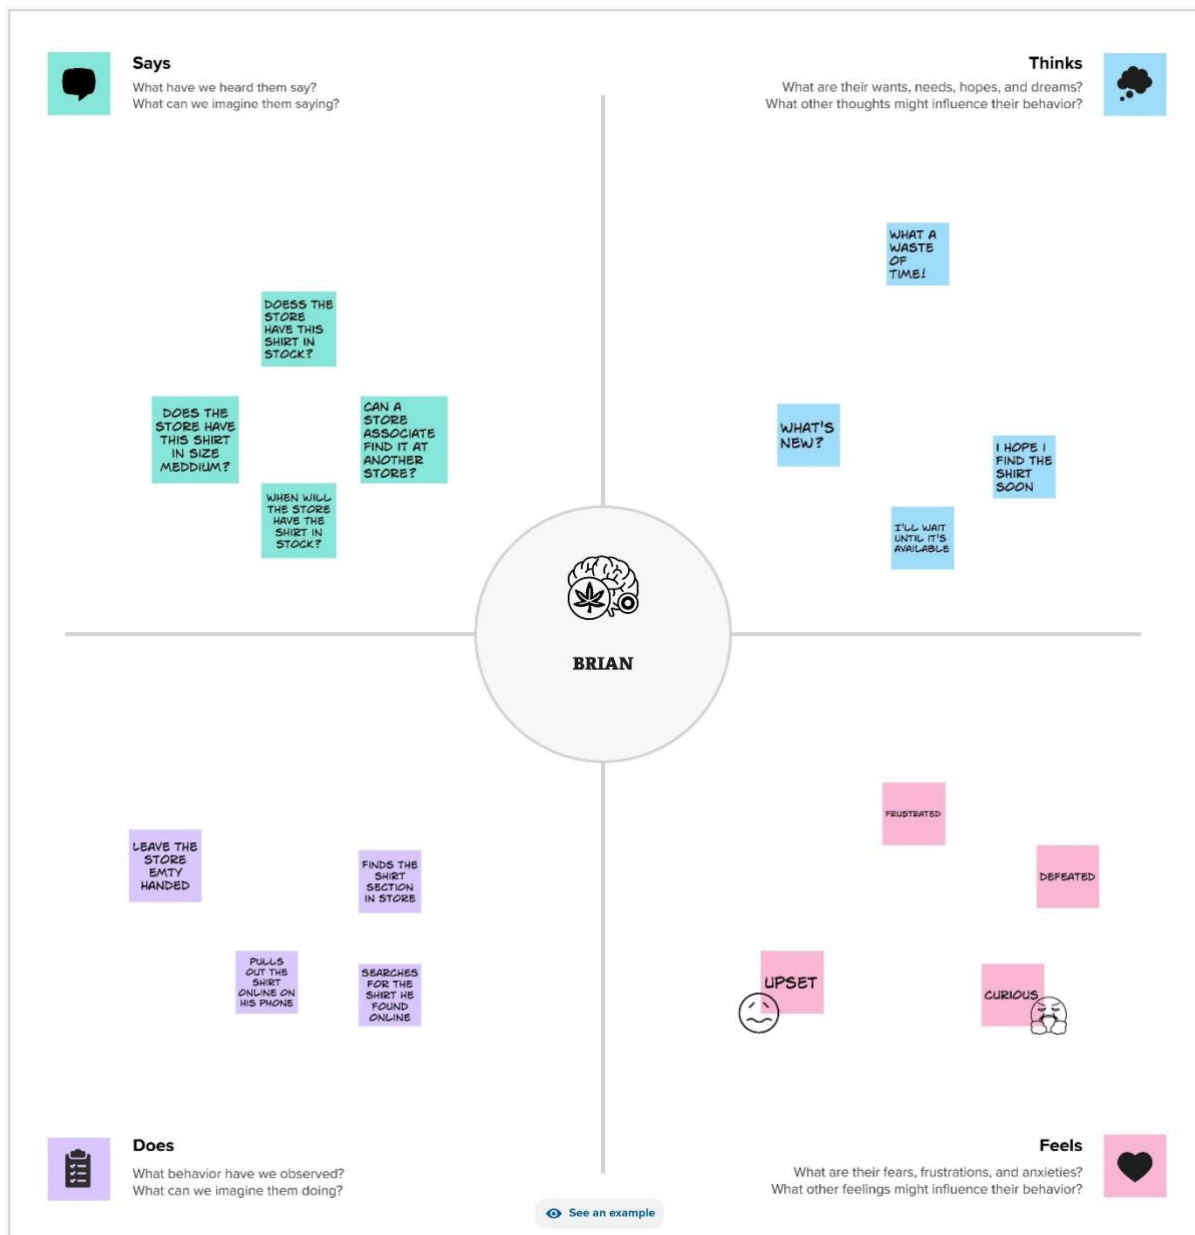 Says
What have we heard them say?
What can we imagine them saying?
Thinks
What are their wants, needs, hopes, and dreams?
What other thoughts might influence their behavior?
DOESS THE
STORE
HAVE THIS
SHIRT IN
STOCK?
DOES THE
STORE HAVE
THIS SHIRT
IN SIZE
MEDDIUM?
CAN A
STORE
ASSOCIATE
FIND IT AT
ANOTHER
STORE?
WHEN WILL
THE STORE
HAVE THE
SHIRT IN
STOCK?
WHAT A
WASTE
OF
TIME!
WHAT'S
NEW?
I HOPE I
FIND THE
SHIRT
SOON
I'LL WAIT
UNTIL IT'S
AVAILABLE
BRIAN
LEAVE THE
STORE
EMTY
HANDED
FINDS THE
SHIRT
SECTION
IN STORE
PULLS
OUT THE
SHIRT
ONLINE ON
HIS PHONE
SEARCHES
FOR THE
SHIRT HE
FOUND
ONLINE
FRUSTRATED
DEFEATED
UPSET
CURIOUS
Does
What behavior have we observed?
What can we imagine them doing?
Feels
What are their fears, frustrations, and anxieties?
What other feelings might influence their behavior?
See an example